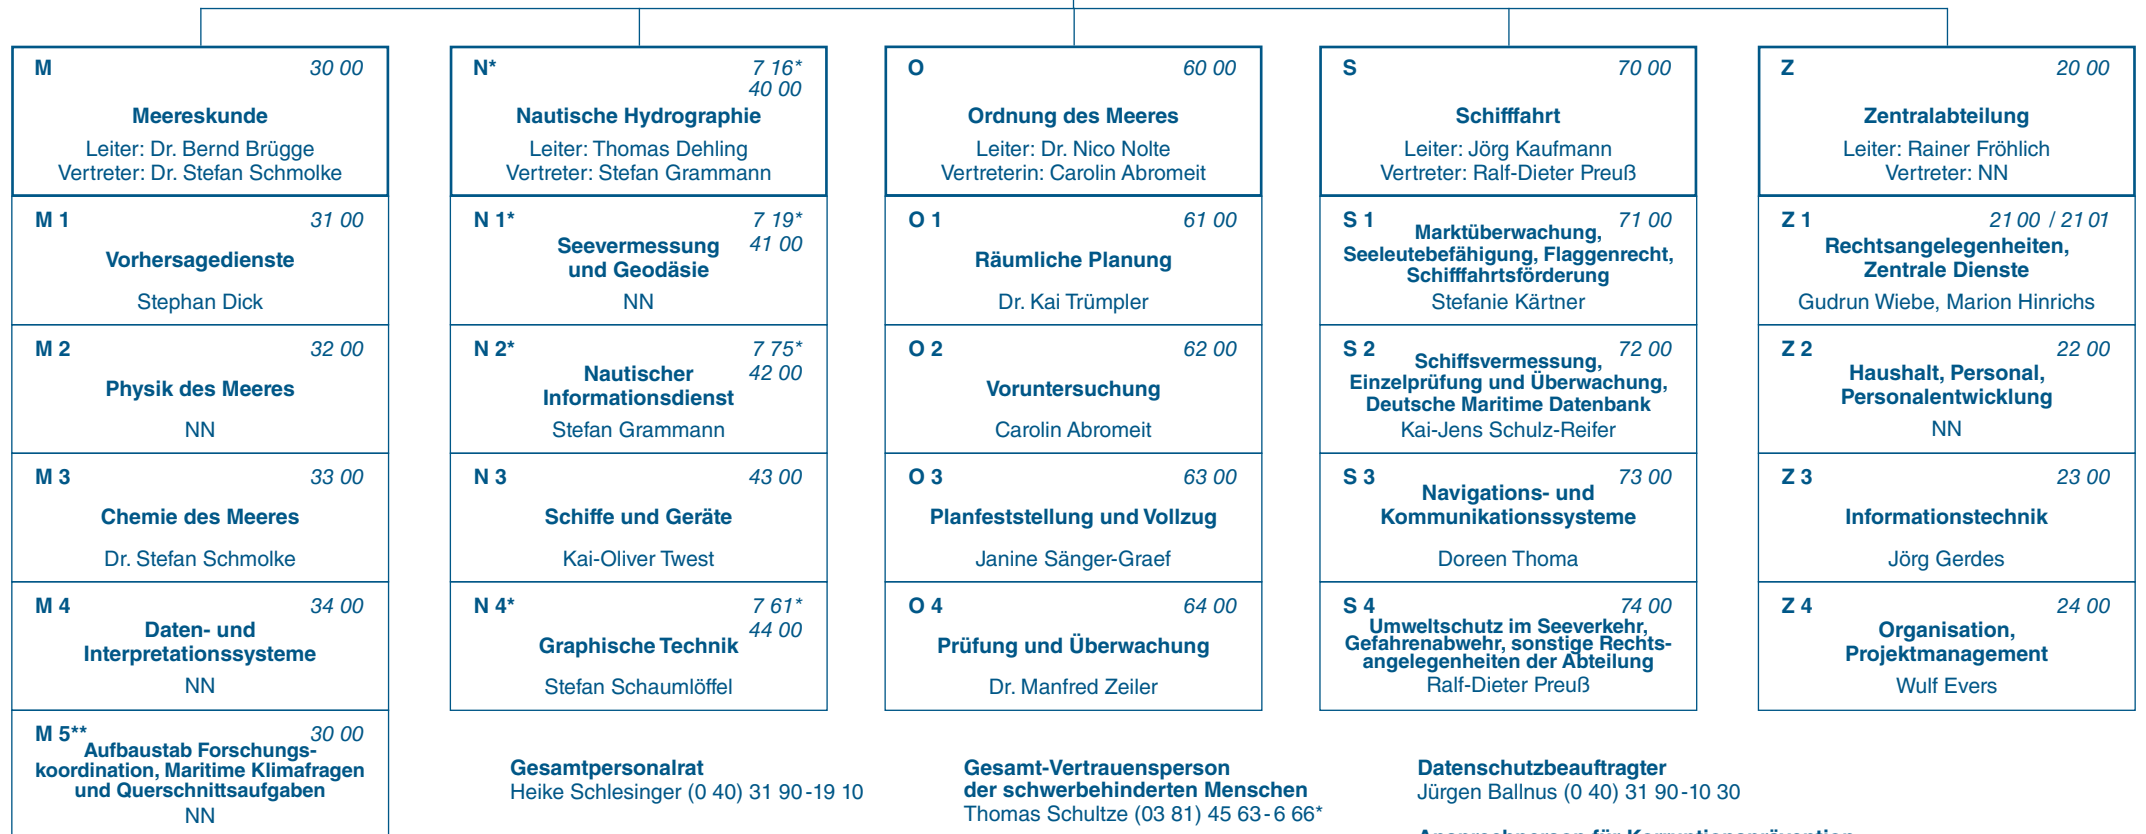 M 30 00
Meereskunde
Leiter: Dr. Bernd Brügge
Vertreter: Dr. Stefan Schmolke
M 1 31 00
Vorhersagedienste
Stephan Dick
M 2 32 00
Physik des Meeres
NN
M 3 33 00
Chemie des Meeres
Dr. Stefan Schmolke
M 4 34 00
Daten- und
Interpretationssysteme
NN
M 5** 30 00
Aufbaustab Forschungs-
koordination, Maritime Klimafragen
und Querschnittsaufgaben
NN
N* 7 16*
40 00
Nautische Hydrographie
Leiter: Thomas Dehling
Vertreter: Stefan Grammann
N 1* 7 19*
Seevermessung 41 00
und Geodäsie
NN
N 2* 7 75*
Nautischer 42 00
Informationsdienst
Stefan Grammann
N 3 43 00
Schiffe und Geräte
Kai-Oliver Twest
N 4* 7 61*
44 00
Graphische Technik
Stefan Schaumlöffel
O 60 00
Ordnung des Meeres
Leiter: Dr. Nico Nolte
Vertreterin: Carolin Abromeit
O 1 61 00
Räumliche Planung
Dr. Kai Trümpler
O 2 62 00
Voruntersuchung
Carolin Abromeit
O 3 63 00
Planfeststellung und Vollzug
Janine Sänger-Graef
O 4 64 00
Prüfung und Überwachung
Dr. Manfred Zeiler
S 70 00
Schifffahrt
Leiter: Jörg Kaufmann
Vertreter: Ralf-Dieter Preuß
S 1 71 00
Marktüberwachung,
Seeleutebefähigung, Flaggenrecht,
Schifffahrtsförderung
Stefanie Kärtner
S 2 72 00
Schiffsvermessung,
Einzelprüfung und Überwachung,
Deutsche Maritime Datenbank
Kai-Jens Schulz-Reifer
S 3 73 00
Navigations- und
Kommunikationssysteme
Doreen Thoma
S 4 74 00
Umweltschutz im Seeverkehr,
Gefahrenabwehr, sonstige Rechts-
angelegenheiten der Abteilung
Ralf-Dieter Preuß
Z 20 00
Zentralabteilung
Leiter: Rainer Fröhlich
Vertreter: NN
Z 1 21 00 / 21 01
Rechtsangelegenheiten,
Zentrale Dienste
Gudrun Wiebe, Marion Hinrichs
Z 2 22 00
Haushalt, Personal,
Personalentwicklung
NN
Z 3 23 00
Informationstechnik
Jörg Gerdes
Z 4 24 00
Organisation,
Projektmanagement
Wulf Evers
Gesamtpersonalrat
Heike Schlesinger (0 40) 31 90-19 10
Gesamt-Vertrauensperson
der schwerbehinderten Menschen
Thomas Schultze (03 81) 45 63-6 66*
Datenschutzbeauftragter
Jürgen Ballnus (0 40) 31 90-10 30
Ansprechperson für Korruptionsprävention